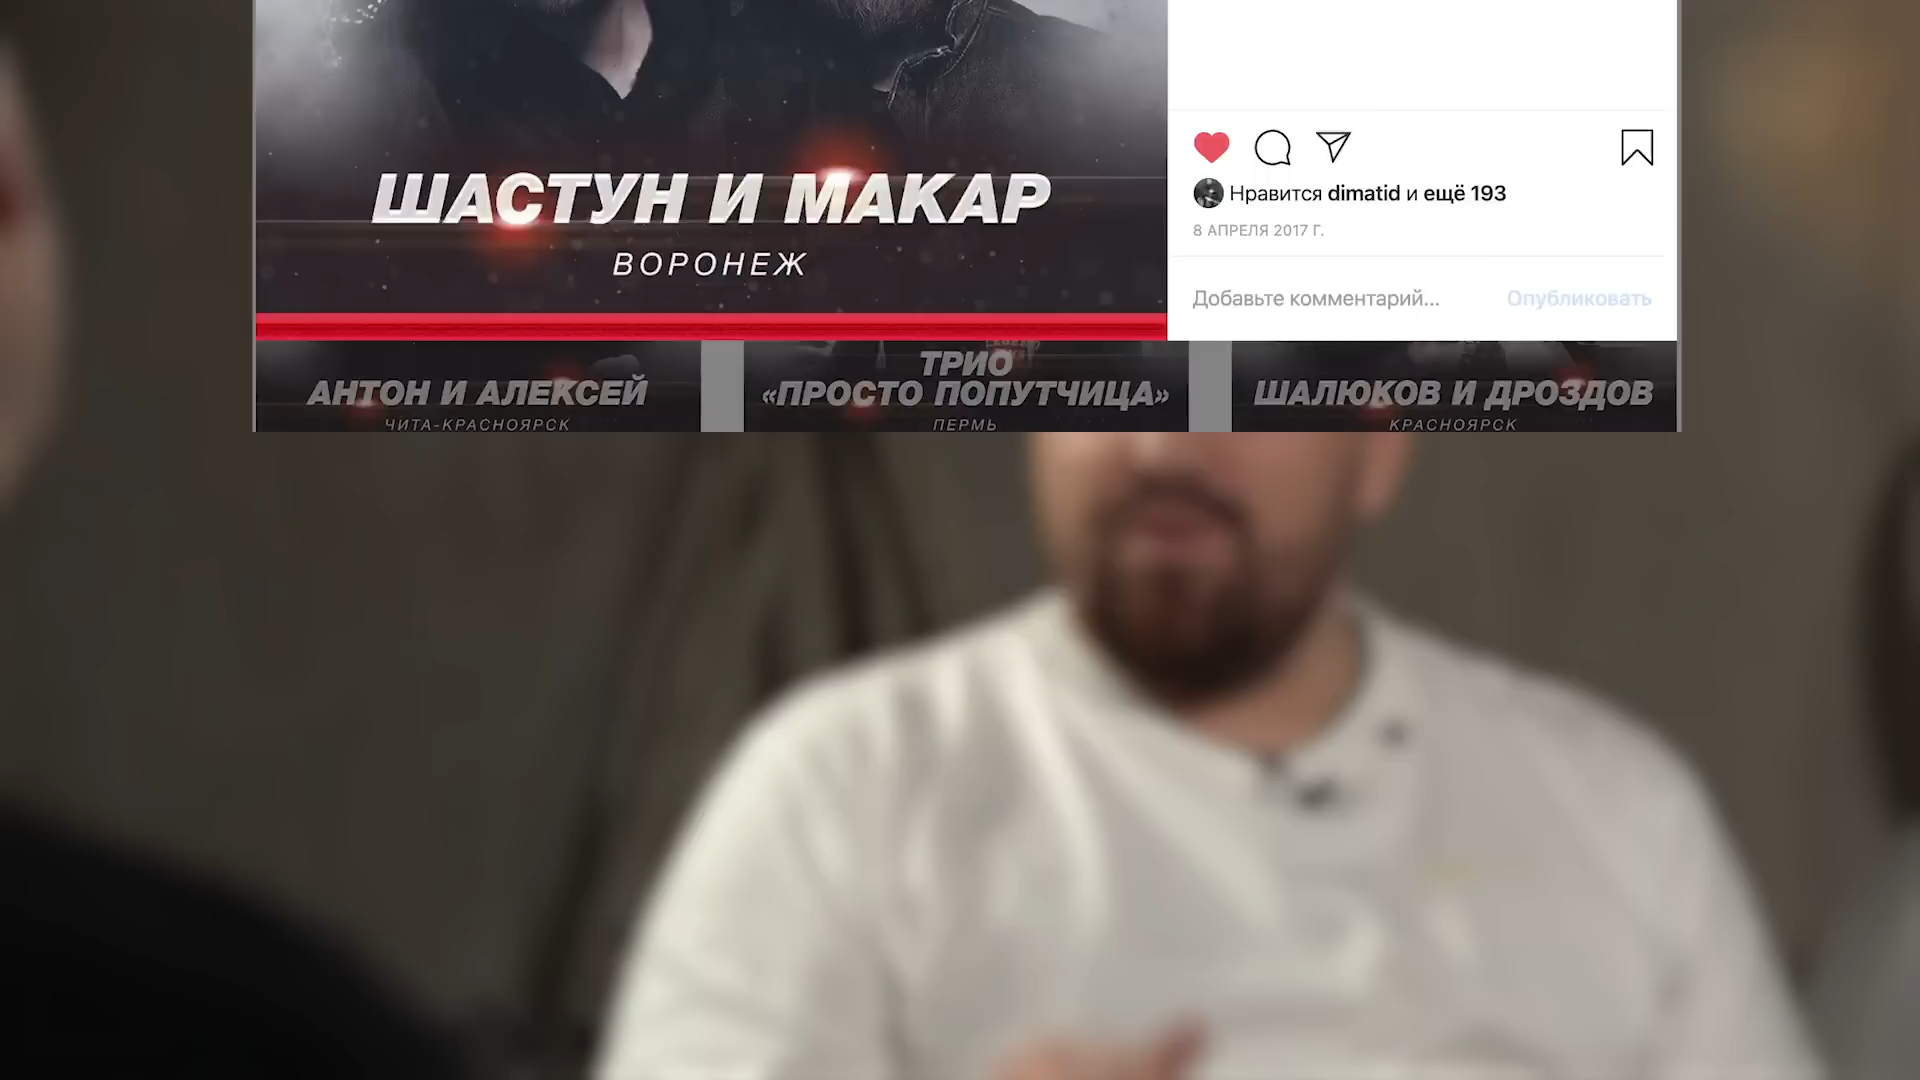 ШАСТУН И МАКАР
ВОРОНЕЖ
Нравится dimatid и ещё 193
8 АПРЕЛЯ 2017 Г.
Добавьте комментарий...
Опубликовать
АНТОН И АЛЕКСЕЙ
ЧИТА-КРАСНОЯРСК
ТРИО
«ПРОСТО ПОПУТЧИЦА»
ПЕРМЬ
ШАЛЮКОВ И ДРОЗДОВ
КРАСНОЯРСК